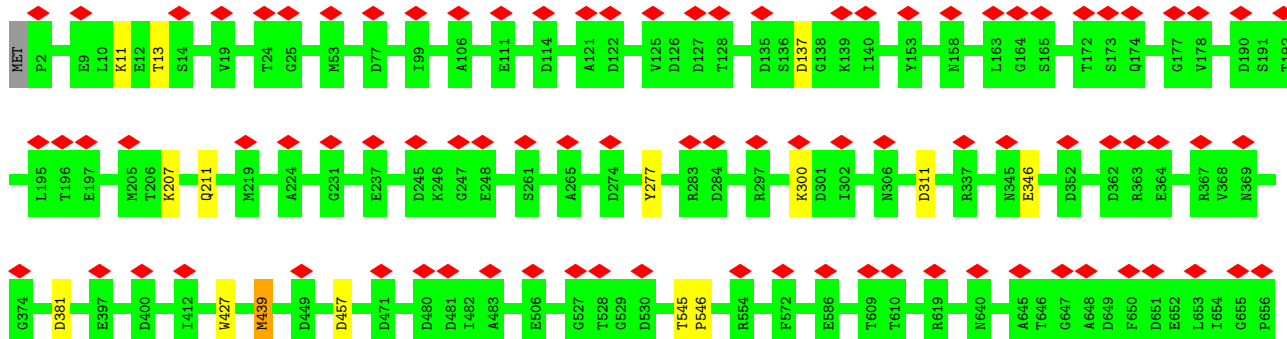 MET P2 E9 L10 K11 E12 T13 S14 V19 T24 G25 M53 D77 I99 A106 E111 D114 A121 D122 V125 D126 D127 T128 D135 S136 D137 G138 K139 I140 Y153 N158 L163 G164 S165 T172 S173 Q174 G177 V178 D190 S191 T192
L195 T196 E197 M205 T206 K207 Q211 M219 A224 G231 E237 D245 K246 G247 E248 S261 A265 D274 Y277 R283 D284 R297 K300 D301 I302 N306 D311 R337 N345 E346 D352 D362 R363 E364 R367 V368 N369
G374 D381 E397 D400 I412 W427 M439 D449 D457 D471 D480 D481 I482 A483 E506 G527 T528 G529 D530 T545 P546 R554 F572 E586 T609 T610 R619 N640 A645 T646 G647 A648 D649 F650 D651 E652 L653 I654 G655 P656